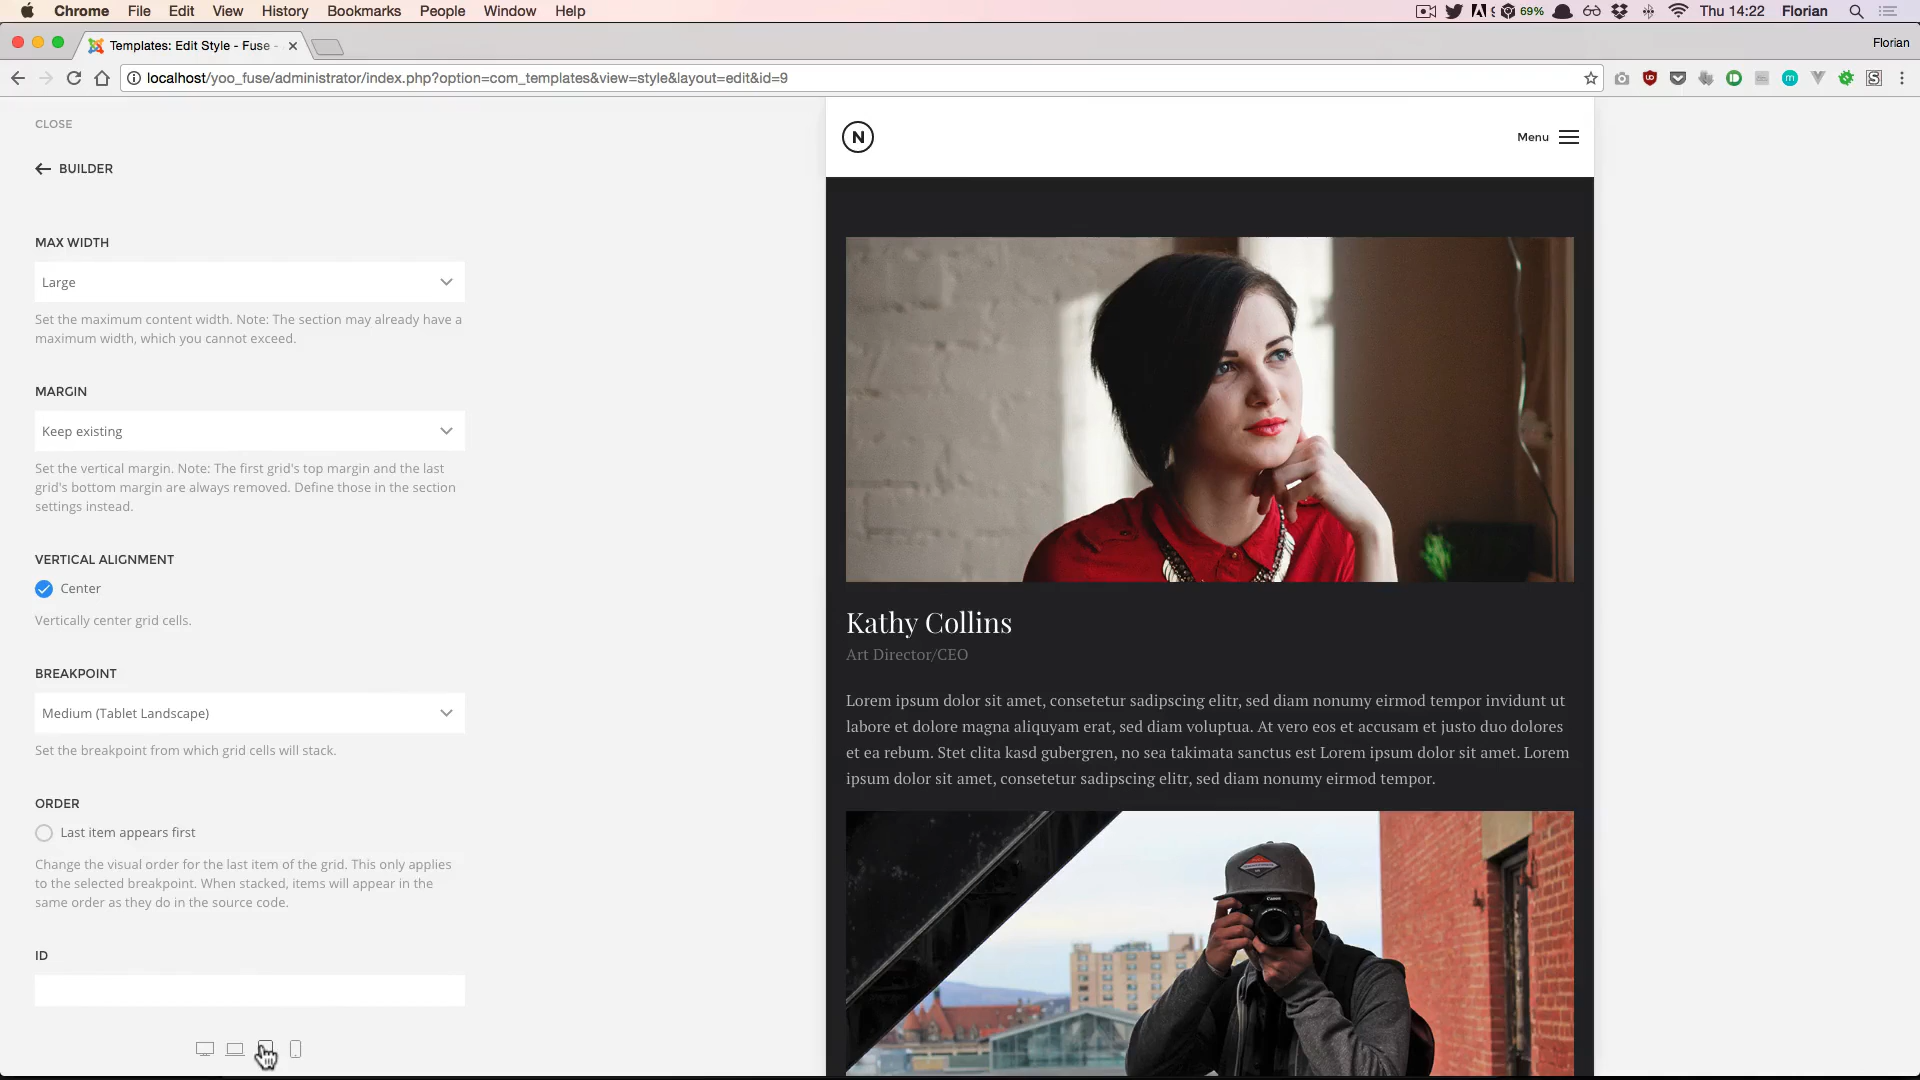 Chrome File Edit View History Bookmarks People Window Help
69% Thu 14:22 Florian
Templates: Edit Style - Fuse -
Florian
localhost/yoo_fuse/administrator/index.php?option=com_templates&view=style&layout=edit&id=9
CLOSE
BUILDER
MAX WIDTH
Large
Set the maximum content width. Note: The section may already have a
maximum width, which you cannot exceed.
MARGIN
Keep existing
Set the vertical margin. Note: The first grid's top margin and the last
grid's bottom margin are always removed. Define those in the section
settings instead.
VERTICAL ALIGNMENT
Center
Vertically center grid cells.
BREAKPOINT
Medium (Tablet Landscape)
Set the breakpoint from which grid cells will stack.
ORDER
Last item appears first
Change the visual order for the last item of the grid. This only applies
to the selected breakpoint. When stacked, items will appear in the
same order as they do in the source code.
ID
N
Menu
Kathy Collins
Art Director/CEO
Lorem ipsum dolor sit amet, consetetur sadipscing elitr, sed diam nonumy eirmod tempor invidunt ut
labore et dolore magna aliquyam erat, sed diam voluptua. At vero eos et accusam et justo duo dolores
et ea rebum. Stet clita kasd gubergren, no sea takimata sanctus est Lorem ipsum dolor sit amet. Lorem
ipsum dolor sit amet, consetetur sadipscing elitr, sed diam nonumy eirmod tempor.
Canon